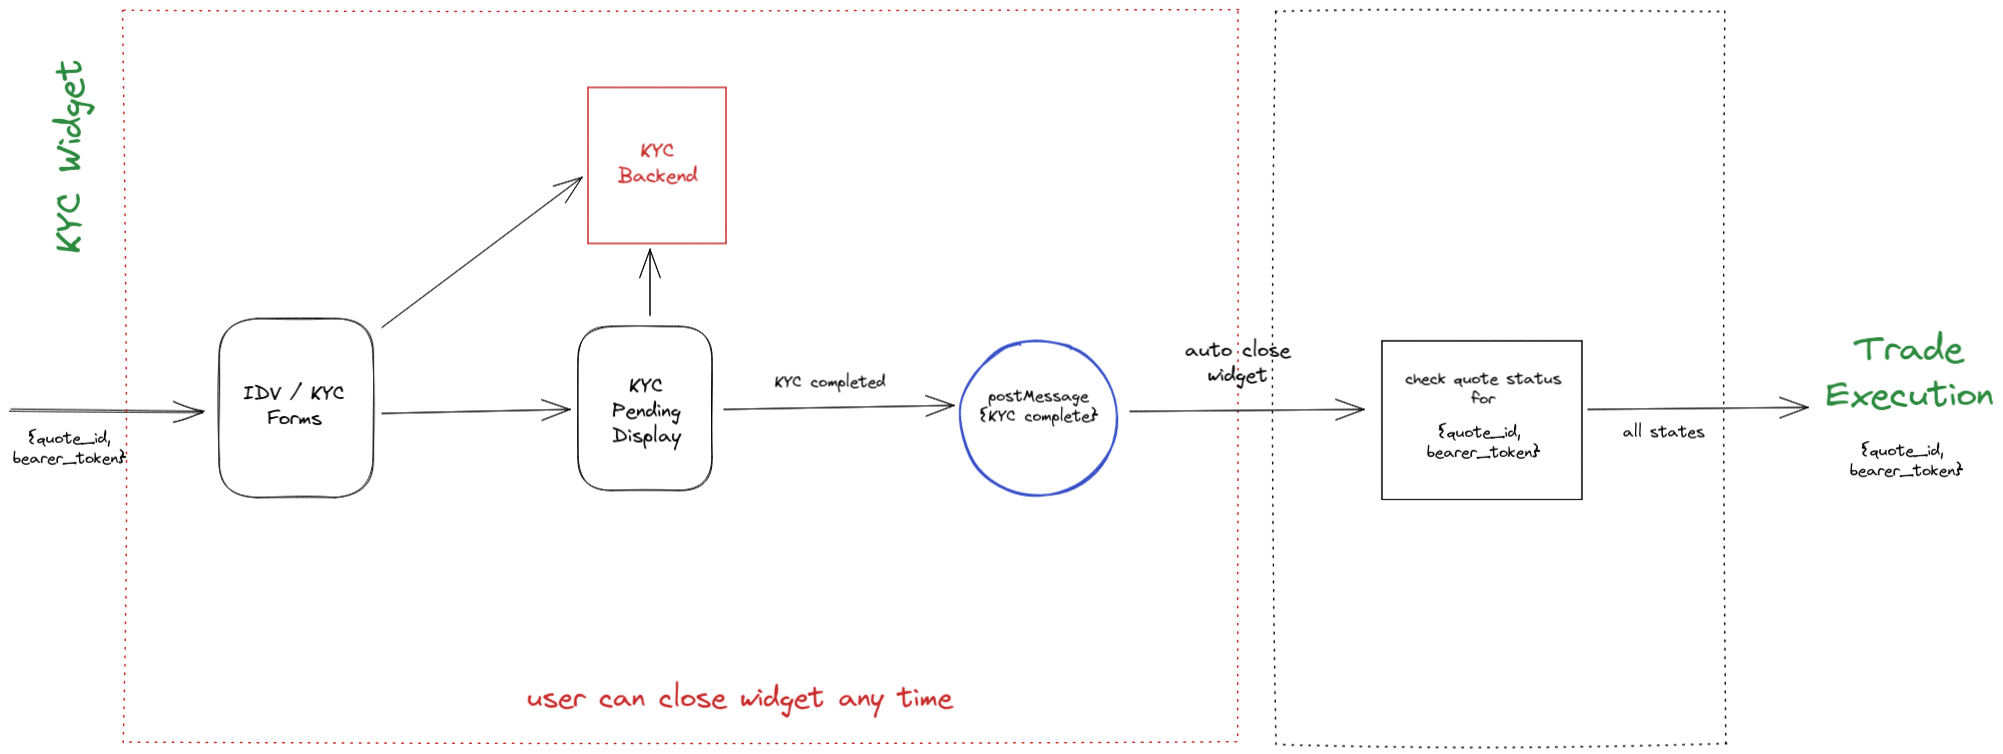 KYC Widget
{quote_id,
bearer_token}
IDV / KYC
Forms
KYC
Backend
KYC
Pending
Display
KYC completed
postMessage
{KYC complete}
auto close
widget
check quote status
for
{quote_id,
bearer_token}
all states
Trade
Execution
{quote_id,
bearer_token}
user can close widget any time